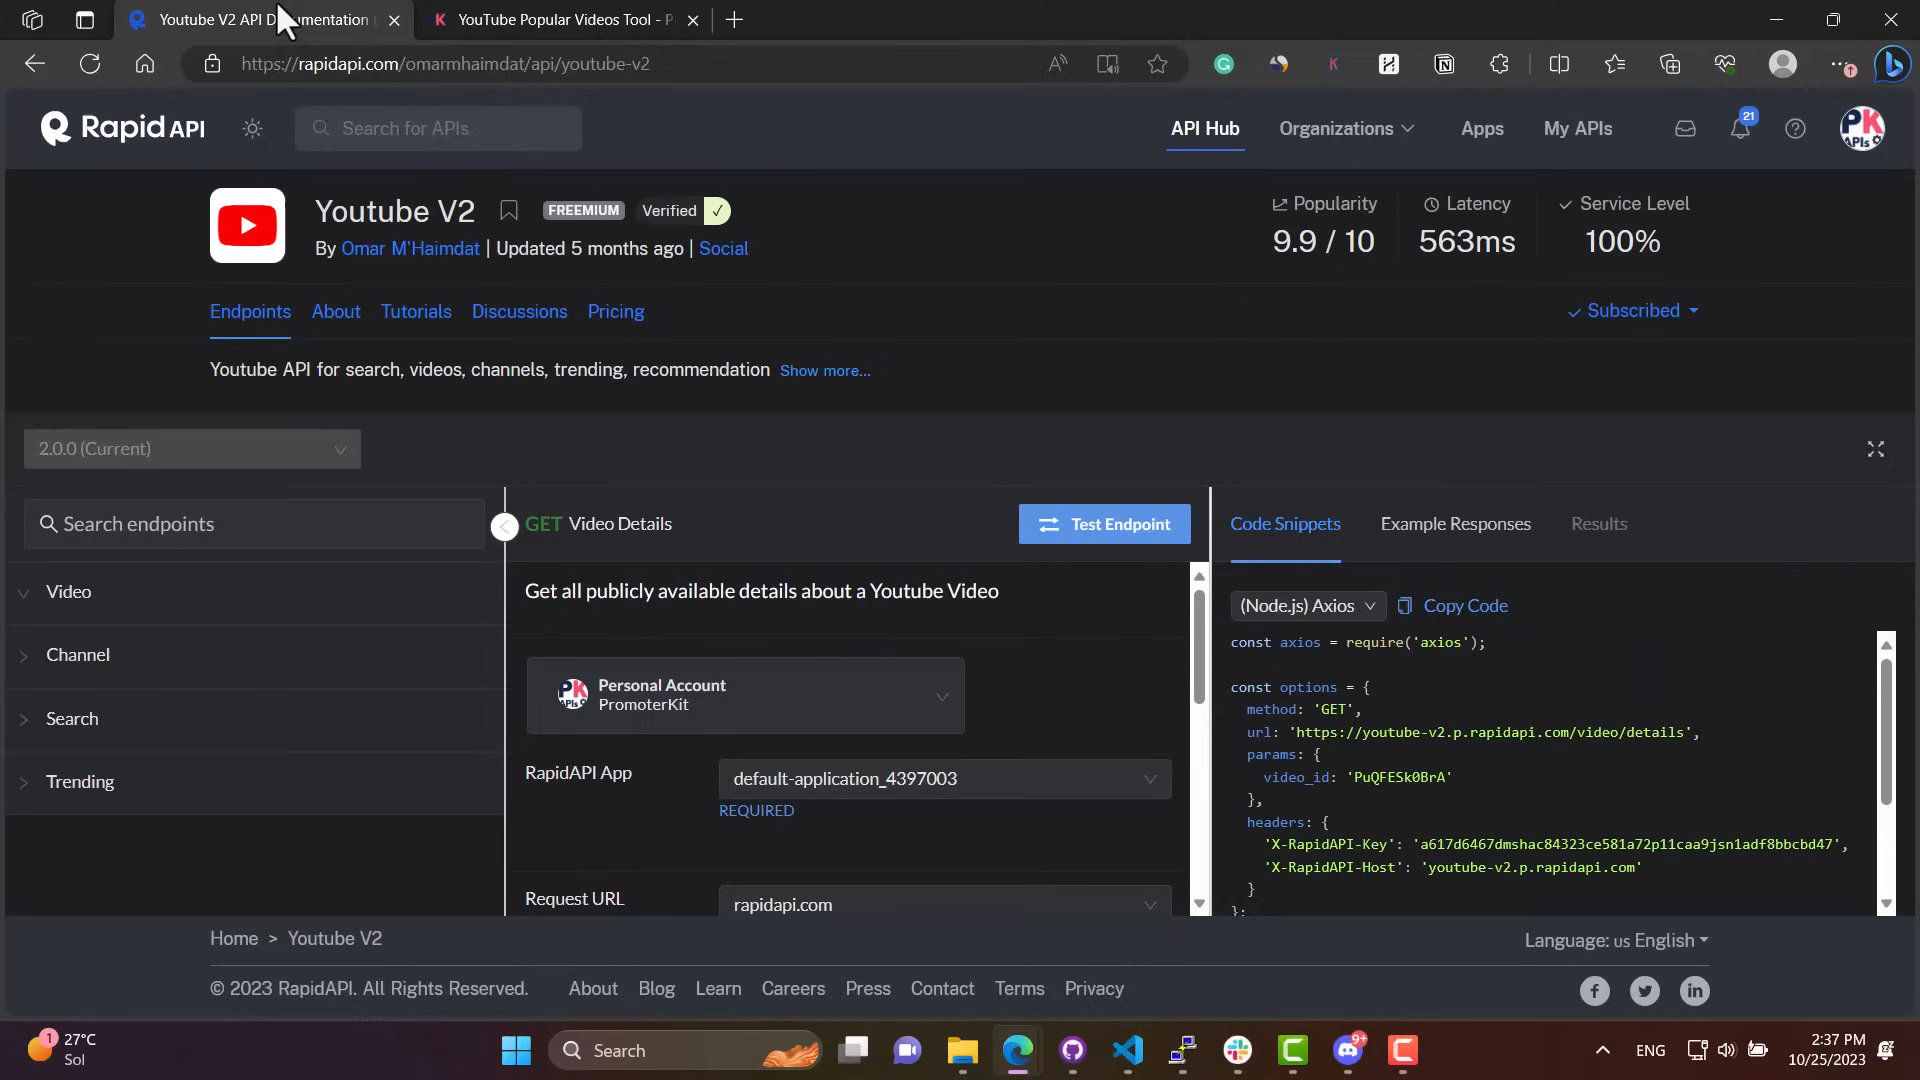 Youtube V2 API D cumentation
YouTube Popular Videos Tool - P
https://rapidapi.com/omarmhaimdat/api/youtube-v2
Rapid API
Search for APIs
API Hub
Organizations
Apps
My APIs
21
PK
APIs
Youtube V2
FREEMIUM
Verified
By Omar M'Haimdat | Updated 5 months ago | Social
Popularity
9.9 / 10
Latency
563ms
Service Level
100%
Endpoints
About
Tutorials
Discussions
Pricing
Subscribed
Youtube API for search, videos, channels, trending, recommendation Show more...
2.0.0 (Current)
Search endpoints
Video
Channel
Search
Trending
GET Video Details
Test Endpoint
Get all publicly available details about a Youtube Video
PK
APIs
Personal Account
PromoterKit
RapidAPI App
default-application_4397003
REQUIRED
Request URL
rapidapi.com
Code Snippets
Example Responses
Results
(Node.js) Axios
Copy Code
const axios = require('axios');
const options = {
method: 'GET',
url: 'https://youtube-v2.p.rapidapi.com/video/details',
params: {
video_id: 'PuQFESk0BrA'
},
headers: {
'X-RapidAPI-Key': 'a617d6467dmshac84323ce581a72p11caa9jsn1adf8bbcbd47',
'X-RapidAPI-Host': 'youtube-v2.p.rapidapi.com'
}
};
Home > Youtube V2
Language: us English
© 2023 RapidAPI. All Rights Reserved.
About
Blog
Learn
Careers
Press
Contact
Terms
Privacy
1
27°C
Sol
Search
9+
ENG
2:37 PM
10/25/2023